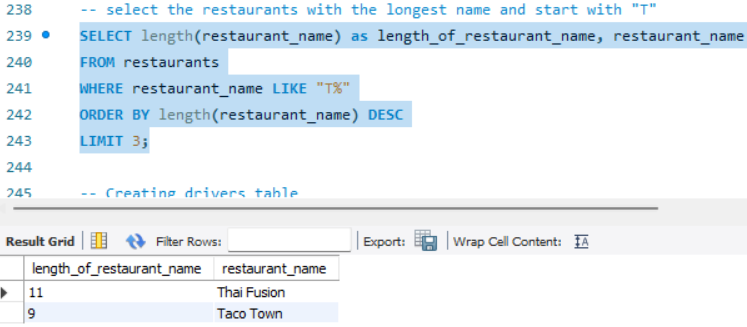 238 -- select the restaurants with the longest name and start with "T"
239 SELECT length(restaurant_name) as length_of_restaurant_name, restaurant_name
240 FROM restaurants
241 WHERE restaurant_name LIKE "T%"
242 ORDER BY length(restaurant_name) DESC
243 LIMIT 3;
244
245 -- Creating drivers table
Result Grid Filter Rows: Export: Wrap Cell Content: IA
length_of_restaurant_name restaurant_name
11 Thai Fusion
9 Taco Town